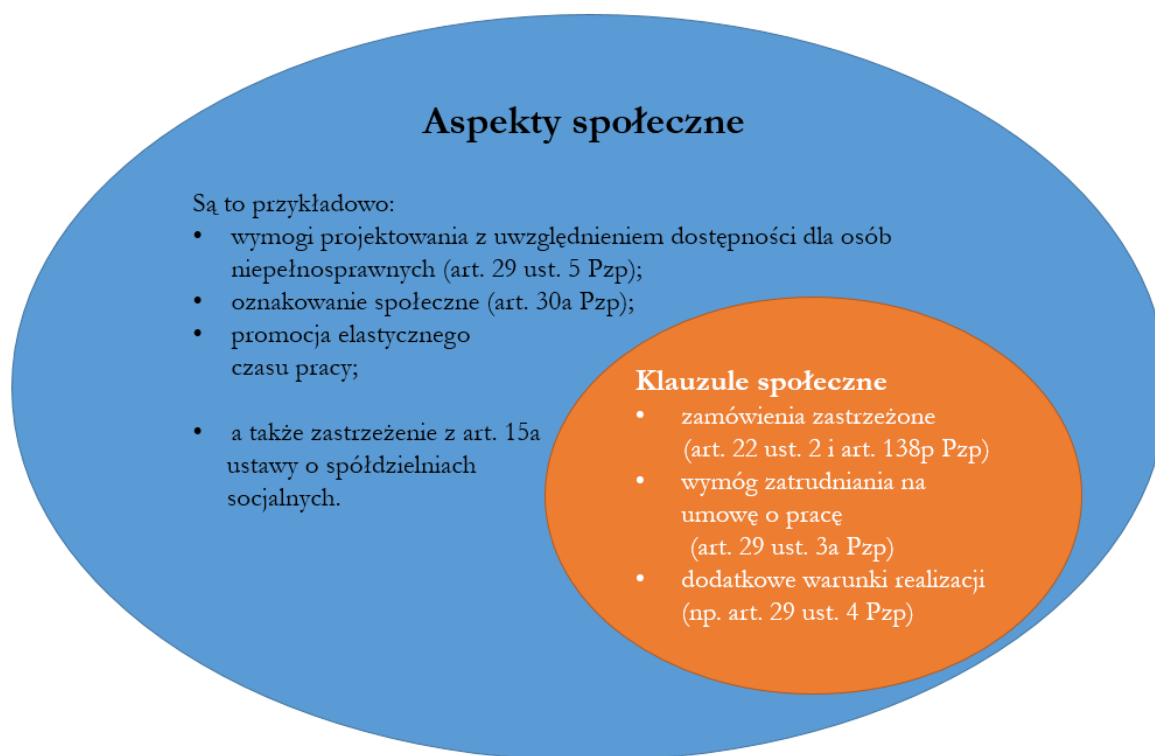 Aspekty społeczne
Są to przykładowo:
• wymogi projektowania z uwzględnieniem dostępności dla osób
niepełnosprawnych (art. 29 ust. 5 Pzp);
• oznakowanie społeczne (art. 30a Pzp);
• promocja elastycznego
czasu pracy;
• a także zastrzeżenie z art. 15a
ustawy o spółdzielniach
socjalnych.
Klauzule społeczne
• zamówienia zastrzeżone
(art. 22 ust. 2 i art. 138p Pzp)
• wymóg zatrudniania na
umowę o pracę
(art. 29 ust. 3a Pzp)
• dodatkowe warunki realizacji
(np. art. 29 ust. 4 Pzp)